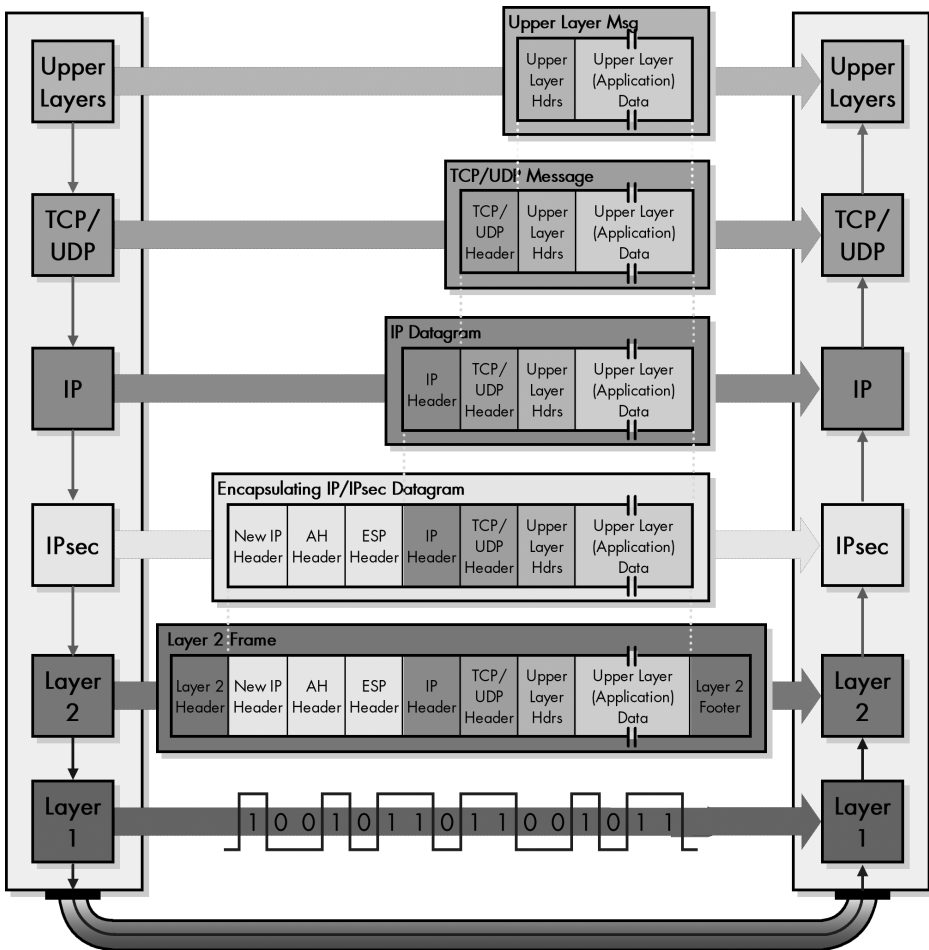 Upper Layer Msg
Upper
Layers
Upper
Layer
Hdrs
Upper Layer
(Application)
Data
Upper
Layers
TCP/UDP Message
TCP/
UDP
TCP/
UDP
Header
Upper
Layer
Hdrs
Upper Layer
(Application)
Data
TCP/
UDP
IP Datagram
IP
IP
Header
TCP/
UDP
Header
Upper
Layer
Hdrs
Upper Layer
(Application)
Data
IP
Encapsulating IP/IPsec Datagram
IPsec
New IP
Header
AH
Header
ESP
Header
IP
Header
TCP/
UDP
Header
Upper
Layer
Hdrs
Upper Layer
(Application)
Data
IPsec
Layer 2 Frame
Layer
2
Layer 2
Header
New IP
Header
AH
Header
ESP
Header
IP
Header
TCP/
UDP
Header
Upper
Layer
Hdrs
Upper Layer
(Application)
Data
Layer 2
Footer
Layer
2
Layer
1
1 0 0 1 0 1 1 0 1 1 0 0 1 0 1 1
Layer
1